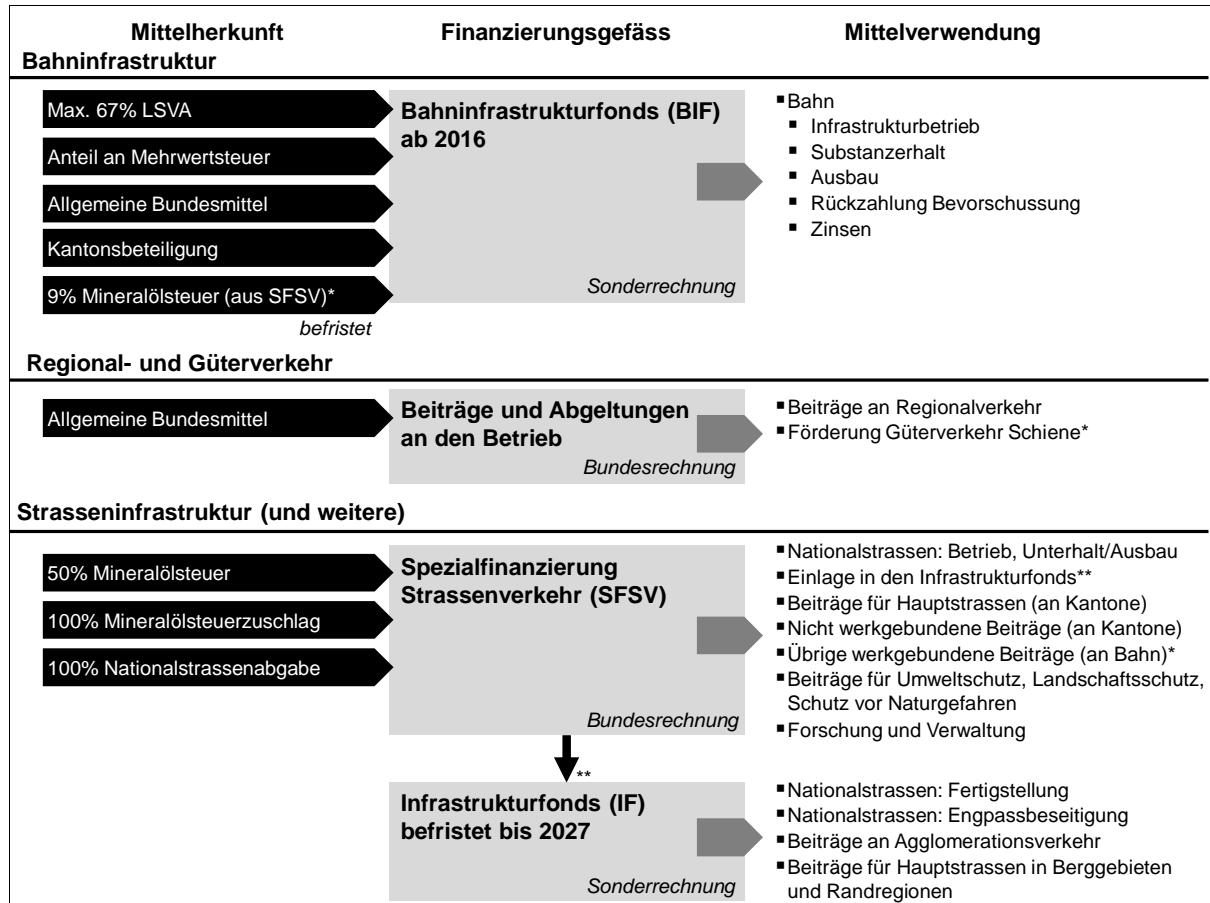 Mittelherkunft
Finanzierungsgefäss
Mittelverwendung
Bahninfrastruktur
Max. 67% LSVA
Anteil an Mehrwertsteuer
Allgemeine Bundesmittel
Kantonsbeteiligung
9% Mineralölsteuer (aus SFSV)*
befristet
Bahninfrastrukturfonds (BIF)
ab 2016
Sonderrechnung
▪Bahn
▪ Infrastrukturbetrieb
▪ Substanzerhalt
▪ Ausbau
▪ Rückzahlung Bevorschussung
▪ Zinsen
Regional- und Güterverkehr
Allgemeine Bundesmittel
Beiträge und Abgeltungen
an den Betrieb
Bundesrechnung
▪Beiträge an Regionalverkehr
▪Förderung Güterverkehr Schiene*
Strasseninfrastruktur (und weitere)
50% Mineralölsteuer
100% Mineralölsteuerzuschlag
100% Nationalstrassenabgabe
Spezialfinanzierung
Strassenverkehr (SFSV)
Bundesrechnung
▪Nationalstrassen: Betrieb, Unterhalt/Ausbau
▪Einlage in den Infrastrukturfonds**
▪Beiträge für Hauptstrassen (an Kantone)
▪Nicht werkgebundene Beiträge (an Kantone)
▪Übrige werkgebundene Beiträge (an Bahn)*
▪Beiträge für Umweltschutz, Landschaftsschutz,
Schutz vor Naturgefahren
▪Forschung und Verwaltung
**
Infrastrukturfonds (IF)
befristet bis 2027
Sonderrechnung
▪Nationalstrassen: Fertigstellung
▪Nationalstrassen: Engpassbeseitigung
▪Beiträge an Agglomerationsverkehr
▪Beiträge für Hauptstrassen in Berggebieten
und Randregionen